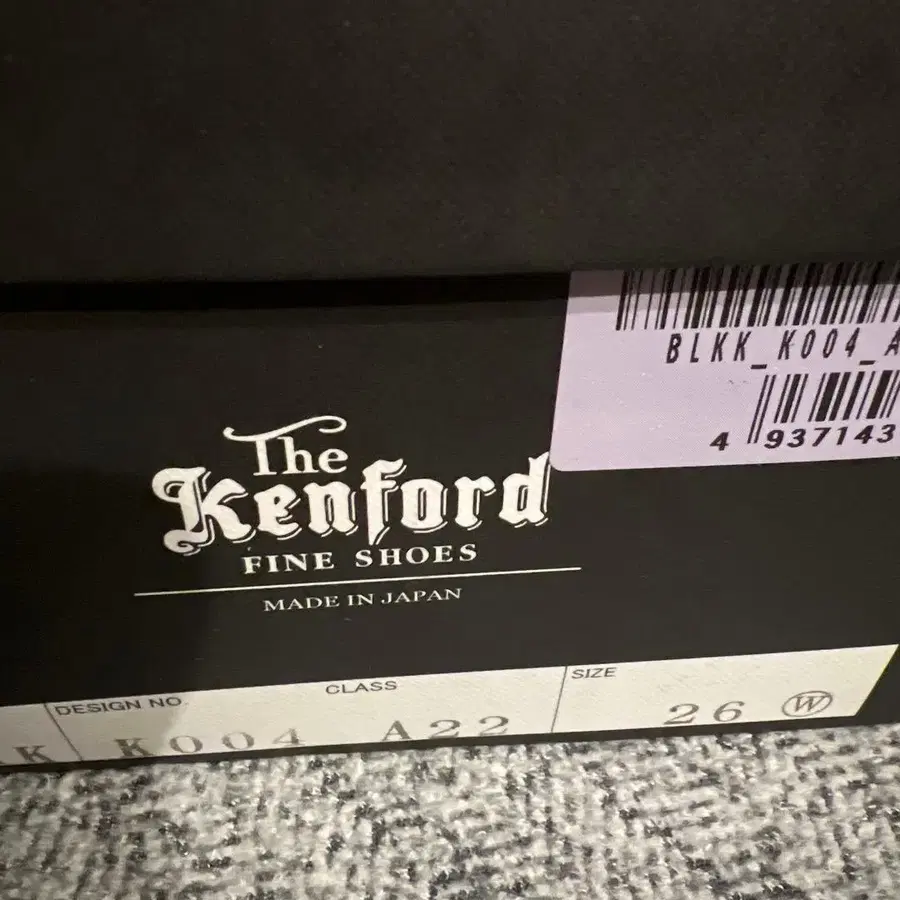 BLKK_K004_A
4 937143
The
Kenford
FINE SHOES
MADE IN JAPAN
DESIGN NO CLASS SIZE
K K004 A22 26 W